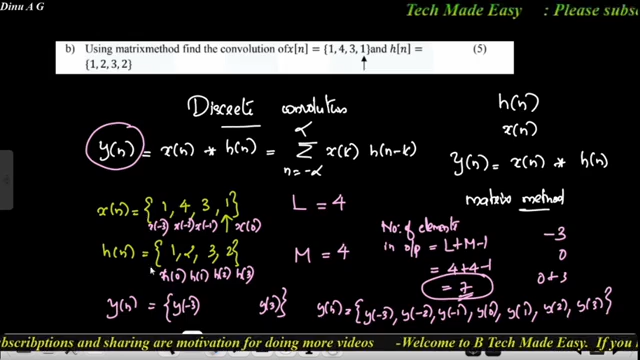 Dinu A G
Tech Made Easy : Please subscri
b) Using matrixmethod find the convolution of x[n] = {1, 4, 3, 1} and h[n] = (5)
{1, 2, 3, 2}
Discrete convolution
y(n) = x(n) * h(n) = ∑ x(k) h(n-k)
∝
n=-∝
h(n)
x(n)
y(n) = x(n) * h(n)
matrix method
x(n) = {1, 4, 3, 1}
x(-3) x(-2) x(-1) x(0)
L = 4
h(n) = {1, 2, 3, 2}
h(0) h(1) h(2) h(3)
M = 4
No: of elements
in o/p = L+M-1
= 4+4-1
= 7
-3
0
0+3
y(n) = {y(-3) y(3)}
y(n) = {y(-3), y(-2), y(-1), y(0), y(1), y(2), y(3)}
Subscribptions and sharing are motivation for doing more videos -Welcome to B Tech Made Easy. If you h